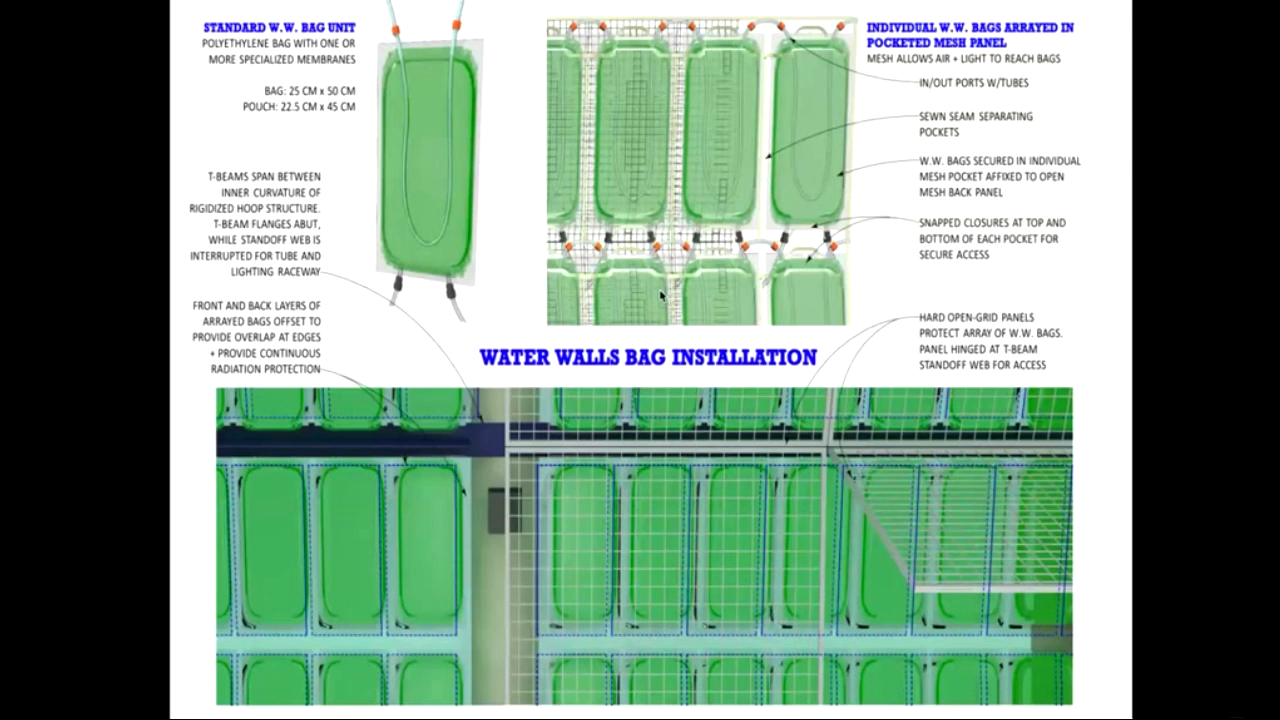 STANDARD W.W. BAG UNIT
POLYETHYLENE BAG WITH ONE OR
MORE SPECIALIZED MEMBRANES
BAG: 25 CM x 50 CM
POUCH: 22.5 CM x 45 CM
T-BEAMS SPAN BETWEEN
INNER CURVATURE OF
RIGIDIZED HOOP STRUCTURE.
T-BEAM FLANGES ABUT,
WHILE STANDOFF WEB IS
INTERRUPTED FOR TUBE AND
LIGHTING RACEWAY
FRONT AND BACK LAYERS OF
ARRAYED BAGS OFFSET TO
PROVIDE OVERLAP AT EDGES
+ PROVIDE CONTINUOUS
RADIATION PROTECTION
INDIVIDUAL W.W. BAGS ARRAYED IN
POCKETED MESH PANEL
MESH ALLOWS AIR + LIGHT TO REACH BAGS
IN/OUT PORTS W/TUBES
SEWN SEAM SEPARATING
POCKETS
W.W. BAGS SECURED IN INDIVIDUAL
MESH POCKET AFFIXED TO OPEN
MESH BACK PANEL
SNAPPED CLOSURES AT TOP AND
BOTTOM OF EACH POCKET FOR
SECURE ACCESS
HARD OPEN-GRID PANELS
PROTECT ARRAY OF W.W. BAGS.
PANEL HINGED AT T-BEAM
STANDOFF WEB FOR ACCESS
WATER WALLS BAG INSTALLATION